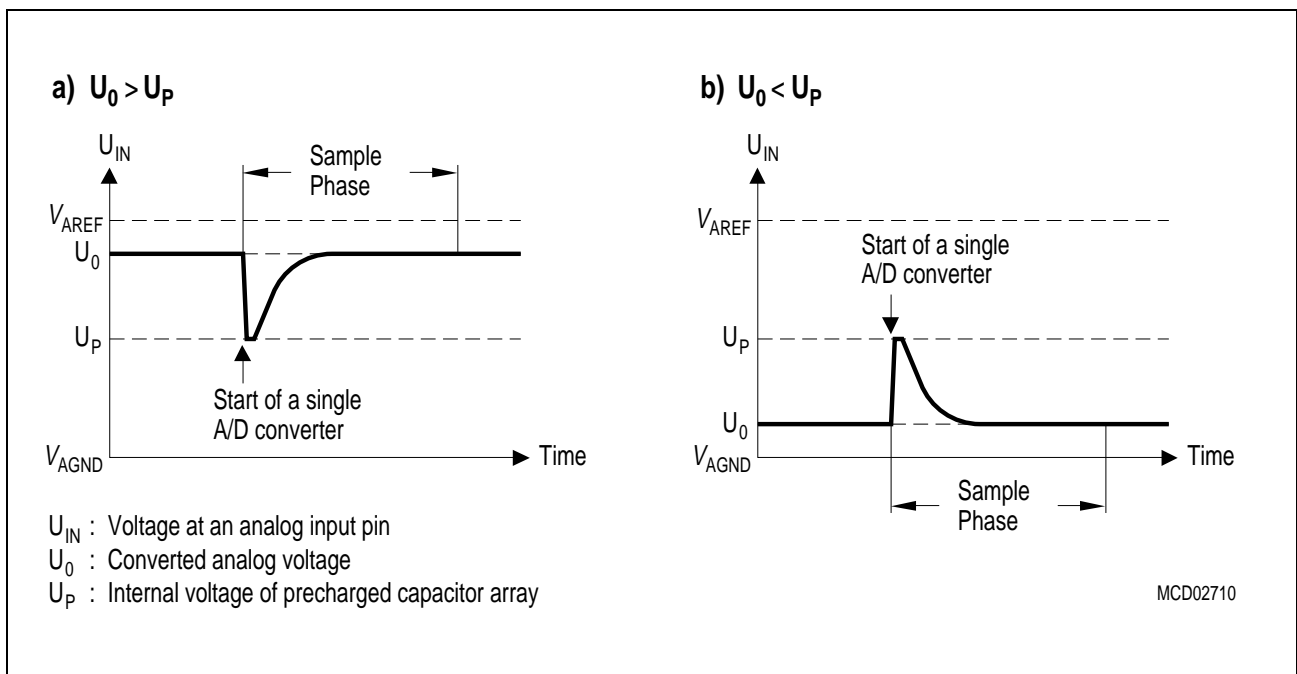 a) U0 > UP
UIN
Sample
Phase
VAREF
U0
UP
Start of a single
A/D converter
VAGND
Time
b) U0 < UP
UIN
VAREF
Start of a single
A/D converter
UP
U0
VAGND
Time
Sample
Phase
UIN : Voltage at an analog input pin
U0 : Converted analog voltage
UP : Internal voltage of precharged capacitor array
MCD02710